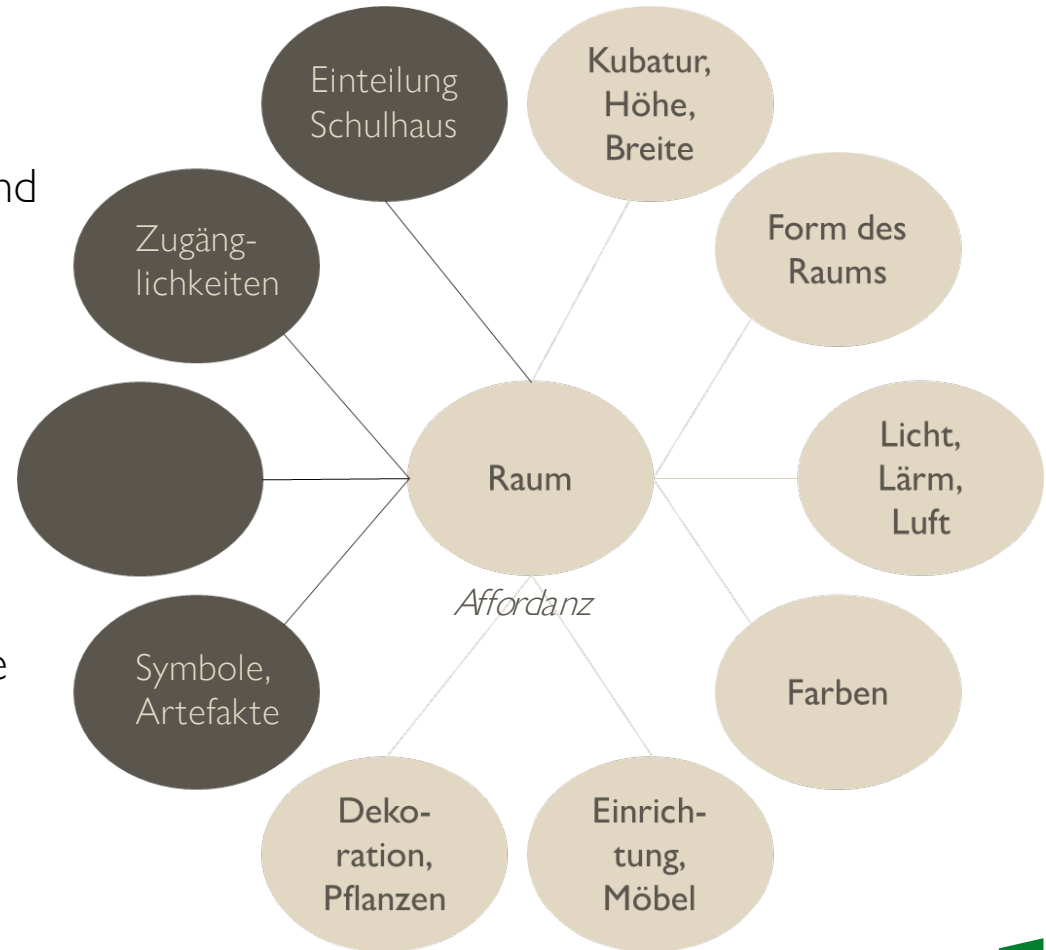 Einteilung
Schulhaus
Kubatur,
Höhe,
Breite
nd
Zugäng-
lichkeiten
Form des
Raums
Licht,
Lärm,
Luft
Raum
Affordanz
e
Symbole,
Artefakte
Farben
Deko-
ration,
Pflanzen
Einrich-
tung,
Möbel